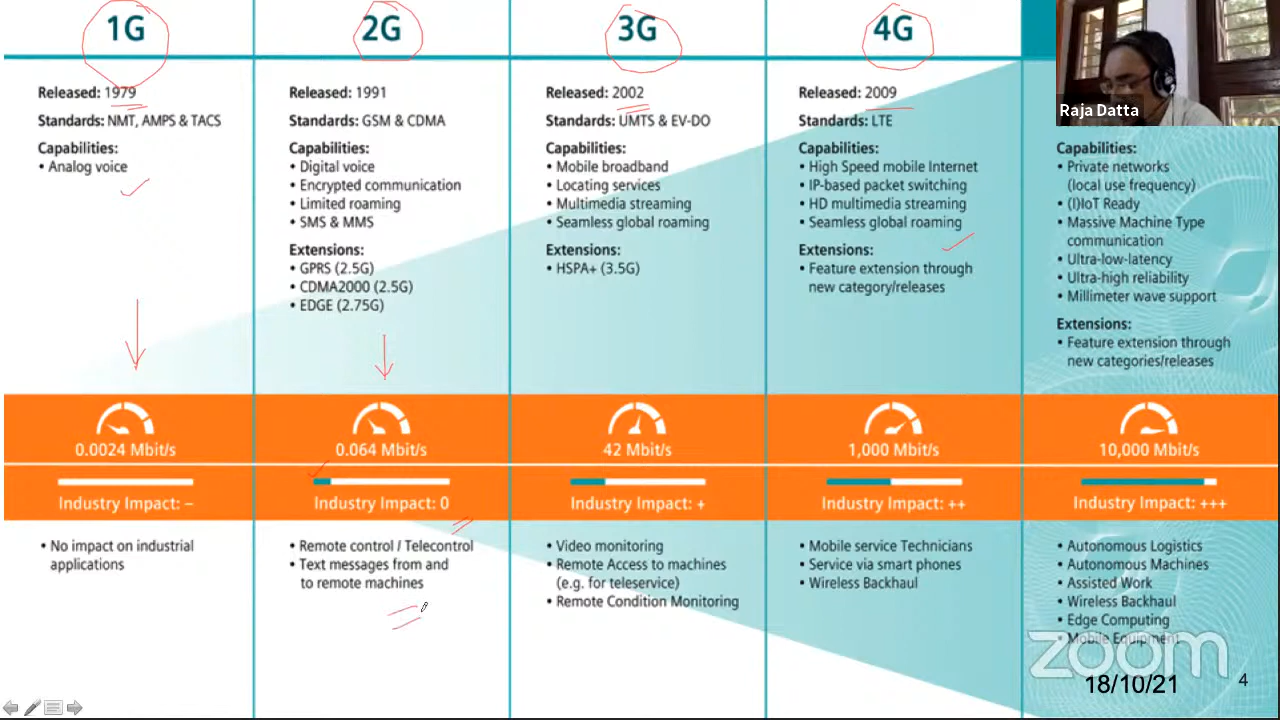 1G
Released: 1979
Standards: NMT, AMPS & TACS
Capabilities:
• Analog voice
0.0024 Mbit/s
Industry Impact: –
• No impact on industrial
applications
2G
Released: 1991
Standards: GSM & CDMA
Capabilities:
• Digital voice
• Encrypted communication
• Limited roaming
• SMS & MMS
Extensions:
• GPRS (2.5G)
• CDMA2000 (2.5G)
• EDGE (2.75G)
0.064 Mbit/s
Industry Impact: 0
• Remote control / Telecontrol
• Text messages from and
to remote machines
3G
Released: 2002
Standards: UMTS & EV-DO
Capabilities:
• Mobile broadband
• Locating services
• Multimedia streaming
• Seamless global roaming
Extensions:
• HSPA+ (3.5G)
42 Mbit/s
Industry Impact: +
• Video monitoring
• Remote Access to machines
(e.g. for teleservice)
• Remote Condition Monitoring
4G
Released: 2009
Standards: LTE
Capabilities:
• High Speed mobile Internet
• IP-based packet switching
• HD multimedia streaming
• Seamless global roaming
Extensions:
• Feature extension through
new category/releases
1,000 Mbit/s
Industry Impact: ++
• Mobile service Technicians
• Service via smart phones
• Wireless Backhaul
Raja Datta
Capabilities:
• Private networks
(local use frequency)
• (I)IoT Ready
• Massive Machine Type
communication
• Ultra-low-latency
• Ultra-high reliability
• Millimeter wave support
Extensions:
• Feature extension through
new categories/releases
10,000 Mbit/s
Industry Impact: +++
• Autonomous Logistics
• Autonomous Machines
• Assisted Work
• Wireless Backhaul
• Edge Computing
• Mobile Equipment
zoom
18/10/21
4